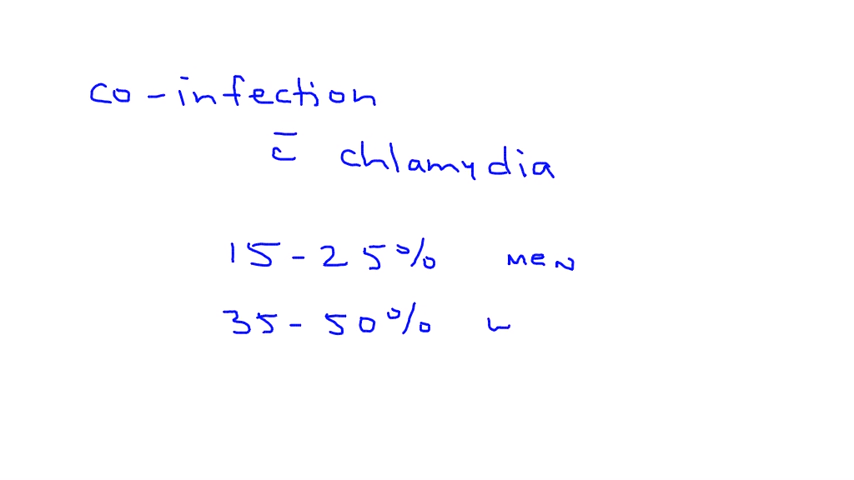 co-infection
c̄ chlamydia
15-25% men
35-50% w